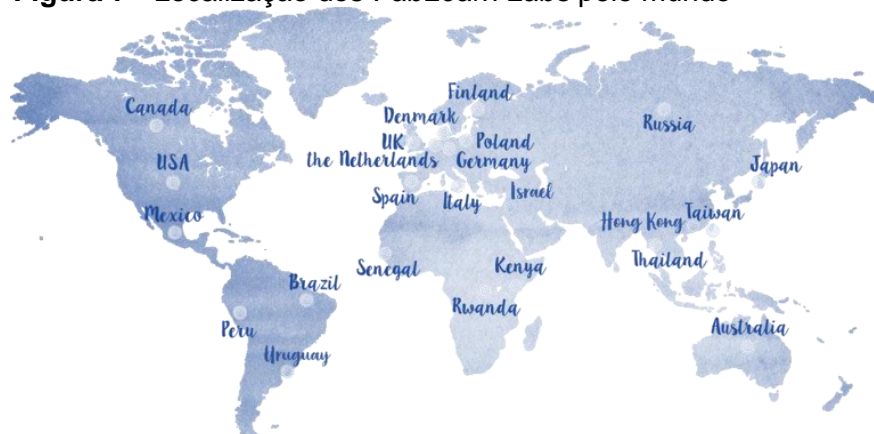 Finland
Canada
Denmark
Russia
UK
Poland
the Netherlands
Germany
USA
Japan
Spain
Italy
Israel
Mexico
Hong Kong
Taiwan
Senegal
Kenya
Thailand
Brazil
Rwanda
Peru
Australia
Uruguay